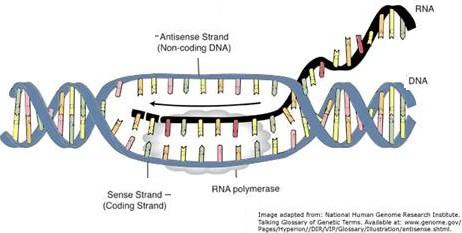 RNA
Antisense Strand
(Non-coding DNA)
DNA
Sense Strand
(Coding Strand)
RNA polymerase
Image adapted from: National Human Genome Research Institute.
Talking Glossary of Genetic Terms. Available at: www.genome.gov/
Pages/Hyperion//DIR/VIP/Glossary/Illustration/antisense.shtml.